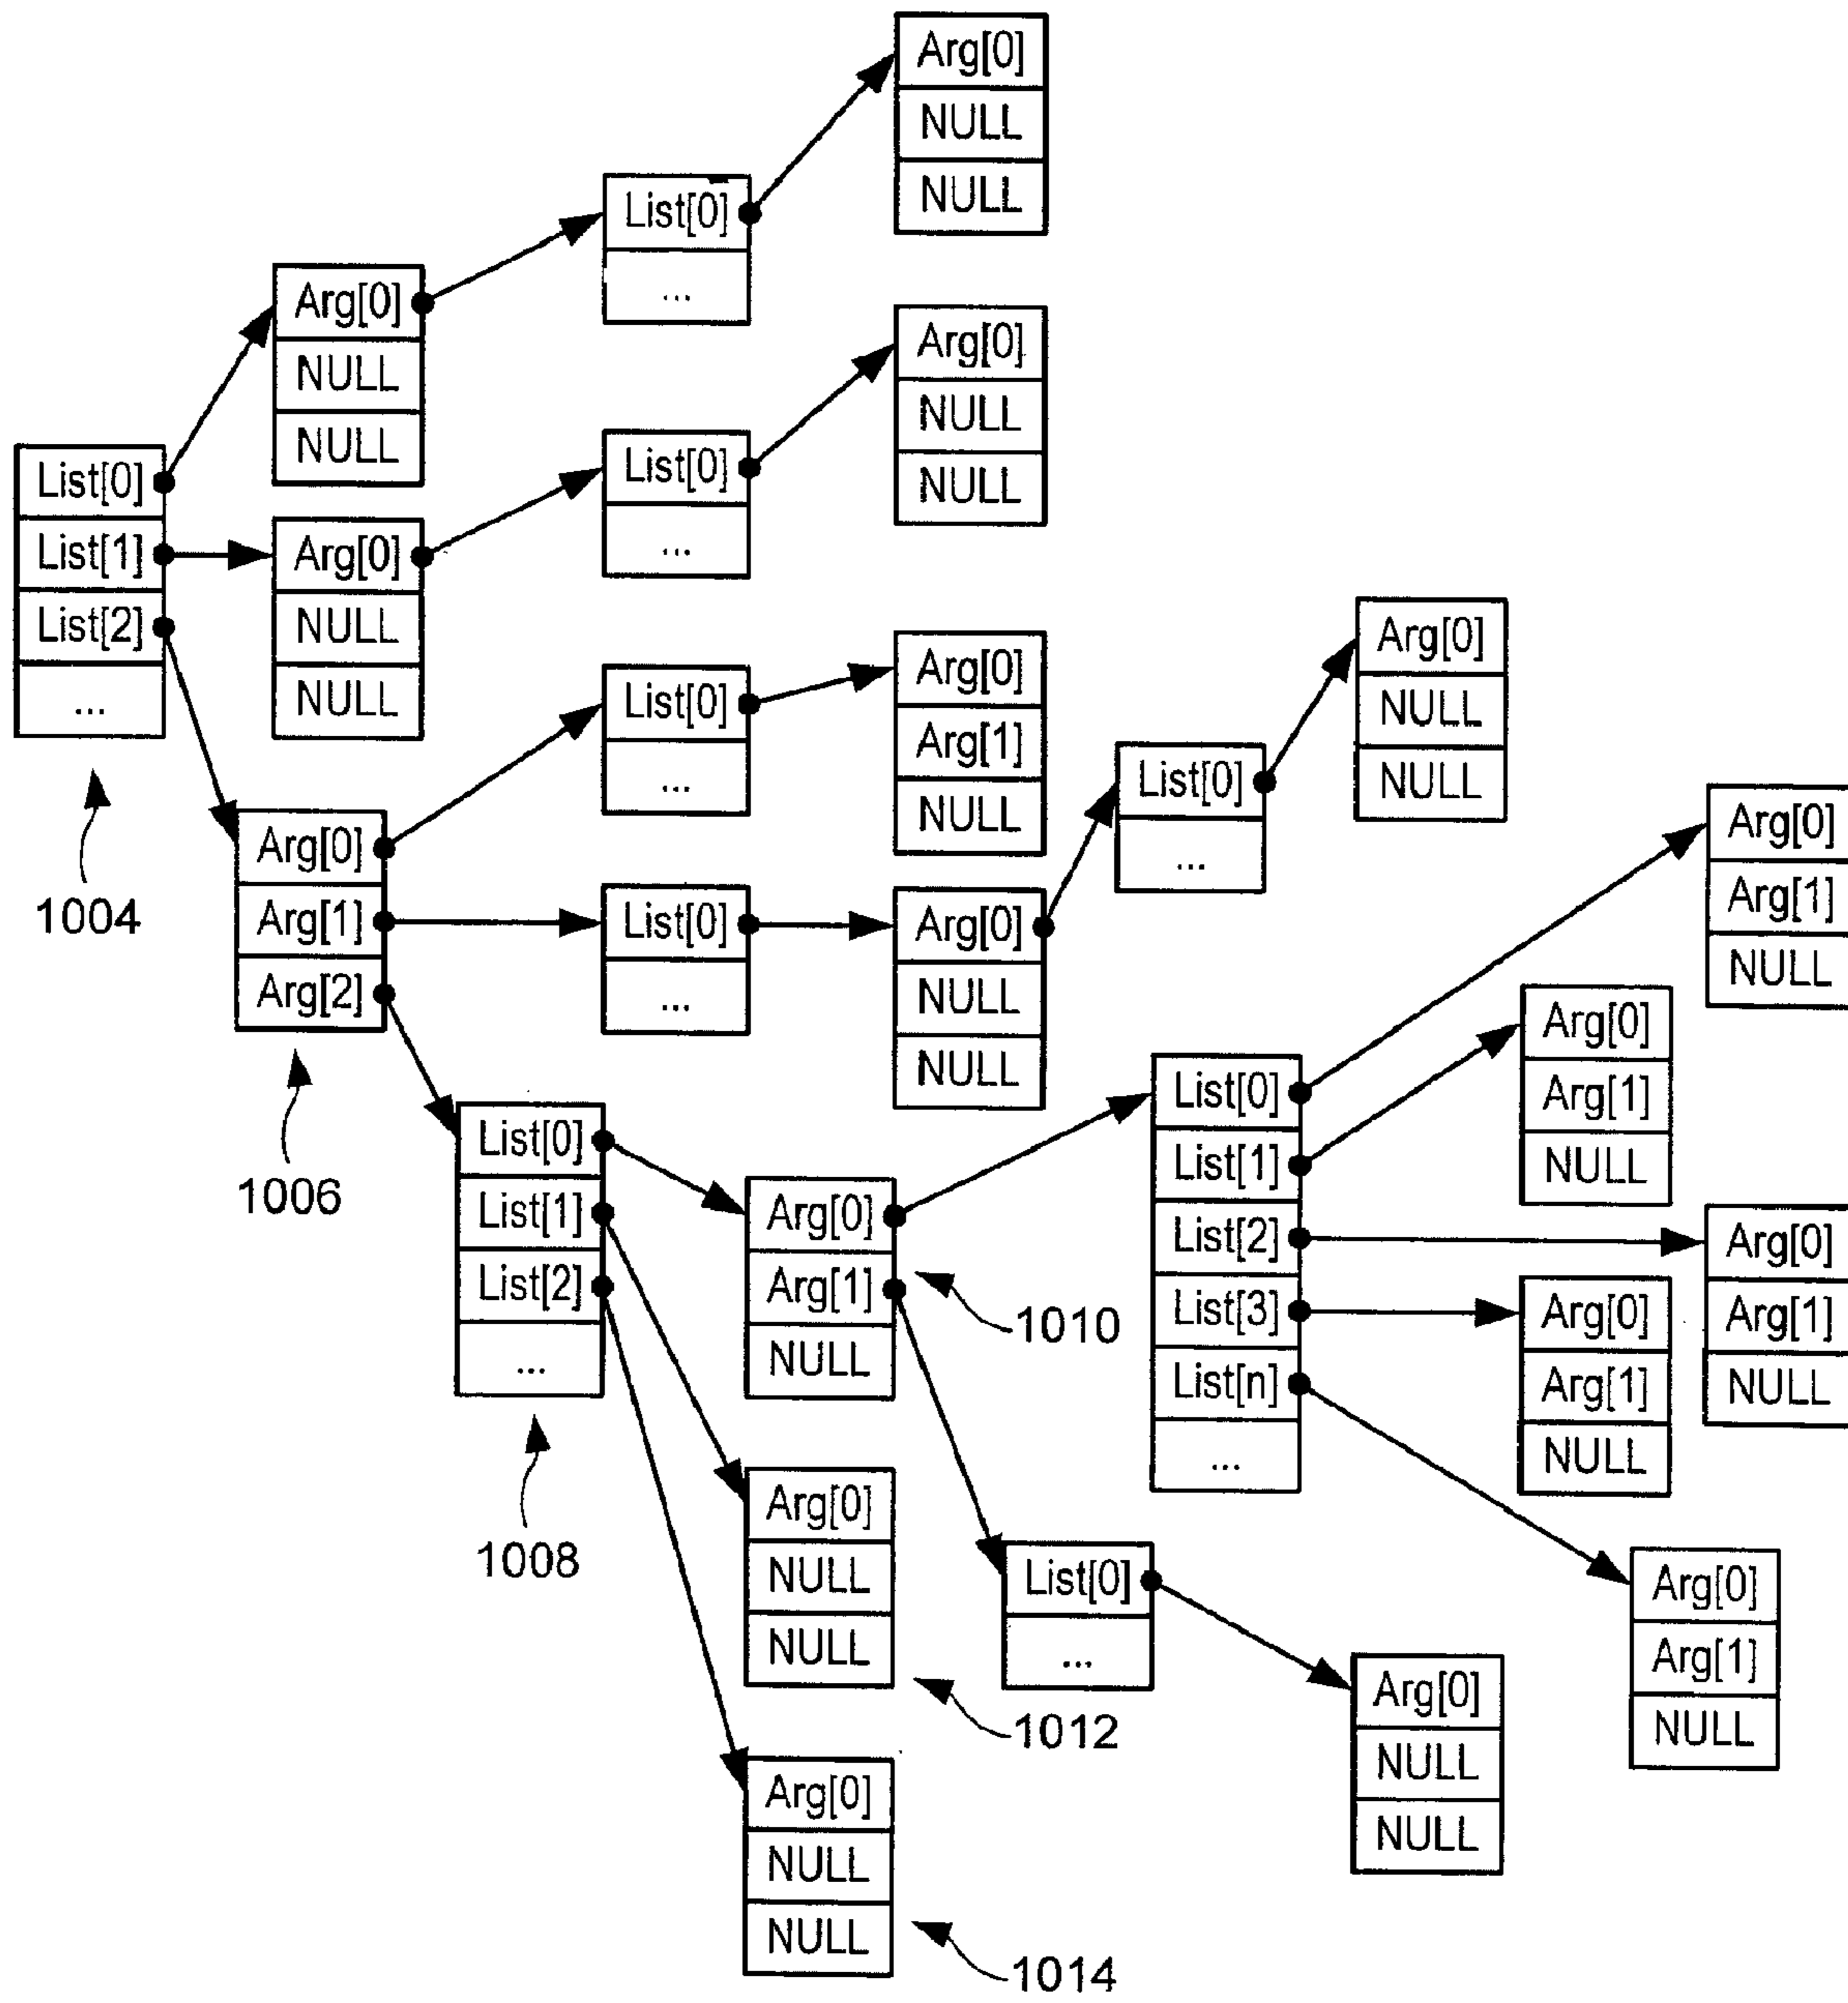 Arg[0]
NULL
NULL
List[0]
...
Arg[0]
NULL
NULL
Arg[0]
NULL
NULL
List[0]
...
List[0]
List[1]
List[2]
...
1004
Arg[0]
NULL
NULL
Arg[0]
Arg[1]
NULL
List[0]
...
Arg[0]
NULL
NULL
List[0]
...
Arg[0]
Arg[1]
Arg[2]
1006
List[0]
...
Arg[0]
NULL
NULL
Arg[0]
Arg[1]
NULL
Arg[0]
Arg[1]
NULL
List[0]
List[1]
List[2]
List[3]
List[n]
...
List[0]
List[1]
List[2]
...
1008
Arg[0]
Arg[1]
NULL
1010
Arg[0]
Arg[1]
NULL
Arg[0]
Arg[1]
NULL
Arg[0]
NULL
NULL
1012
List[0]
...
Arg[0]
Arg[1]
NULL
Arg[0]
NULL
NULL
Arg[0]
NULL
NULL
1014